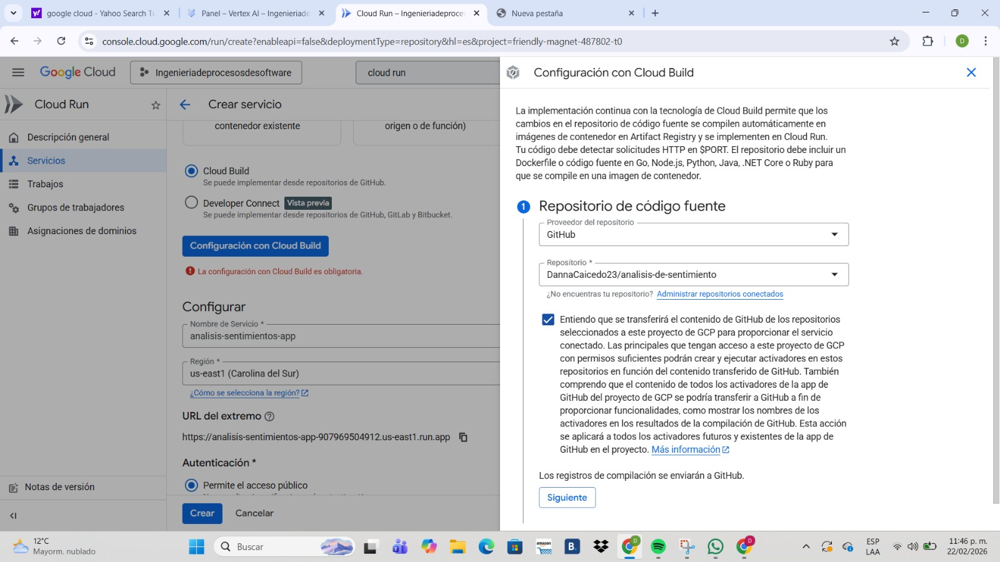 google cloud - Yahoo Search Tu
Panel – Vertex AI – Ingenieriade
Cloud Run – Ingenieriadeproces
Nueva pestaña
console.cloud.google.com/run/create?enableapi=false&deploymentType=repository&hl=es&project=friendly-magnet-487802-t0
D
Google Cloud
Ingenieriadeprocesosdesoftware
cloud run
Cloud Run
Descripción general
Servicios
Trabajos
Grupos de trabajadores
Asignaciones de dominios
Notas de versión
Crear servicio
contenedor existente
origen o de función)
Cloud Build
Se puede implementar desde repositorios de GitHub.
Developer Connect Vista previa
Se puede implementar desde repositorios de GitHub, GitLab y Bitbucket.
Configuración con Cloud Build
La configuración con Cloud Build es obligatoria.
Configurar
Nombre de Servicio *
analisis-sentimientos-app
Región *
us-east1 (Carolina del Sur)
¿Cómo se selecciona la región?
URL del extremo
https://analisis-sentimientos-app-907969504912.us-east1.run.app
Autenticación *
Permite el acceso público
Crear
Cancelar
Configuración con Cloud Build
La implementación continua con la tecnología de Cloud Build permite que los
cambios en el repositorio de código fuente se compilen automáticamente en
imágenes de contenedor en Artifact Registry y se implementen en Cloud Run.
Tu código debe detectar solicitudes HTTP en $PORT. El repositorio debe incluir un
Dockerfile o código fuente en Go, Node.js, Python, Java, .NET Core o Ruby para
que se compile en una imagen de contenedor.
1 Repositorio de código fuente
Proveedor del repositorio
GitHub
Repositorio *
DannaCaicedo23/analisis-de-sentimiento
¿No encuentras tu repositorio? Administrar repositorios conectados
Entiendo que se transferirá el contenido de GitHub de los repositorios
seleccionados a este proyecto de GCP para proporcionar el servicio
conectado. Las principales que tengan acceso a este proyecto de GCP
con permisos suficientes podrán crear y ejecutar activadores en estos
repositorios en función del contenido transferido de GitHub. También
comprendo que el contenido de todos los activadores de la app de
GitHub del proyecto de GCP se podría transferir a GitHub a fin de
proporcionar funcionalidades, como mostrar los nombres de los
activadores en los resultados de la compilación de GitHub. Esta acción
se aplicará a todos los activadores futuros y existentes de la app de
GitHub en el proyecto. Más información
Los registros de compilación se enviarán a GitHub.
Siguiente
12°C
Mayorm. nublado
Buscar
amazon
B.
D
D
ESP
LAA
11:46 p. m.
22/02/2026